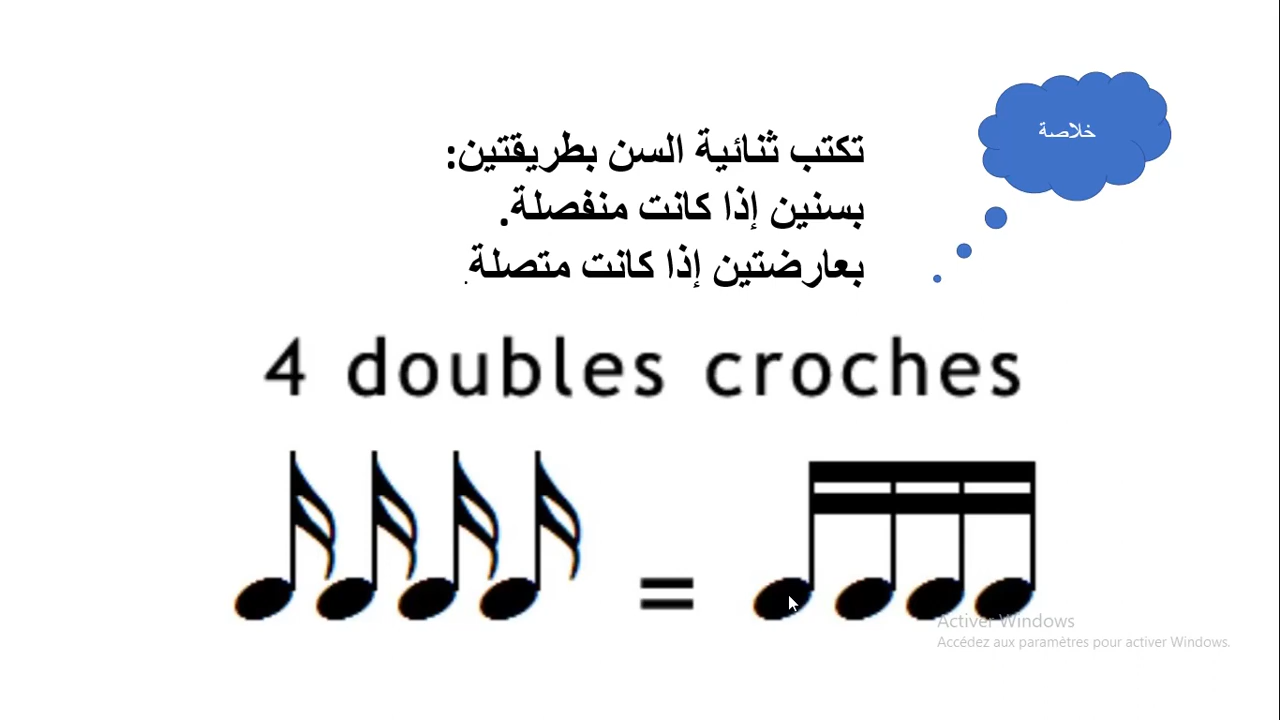 خلاصة
تكتب ثنائية السن بطريقتين:
بسنين إذا كانت منفصلة.
بعارضتين إذا كانت متصلة.
4 doubles croches
=
Activer Windows
Accédez aux paramètres pour activer Windows.